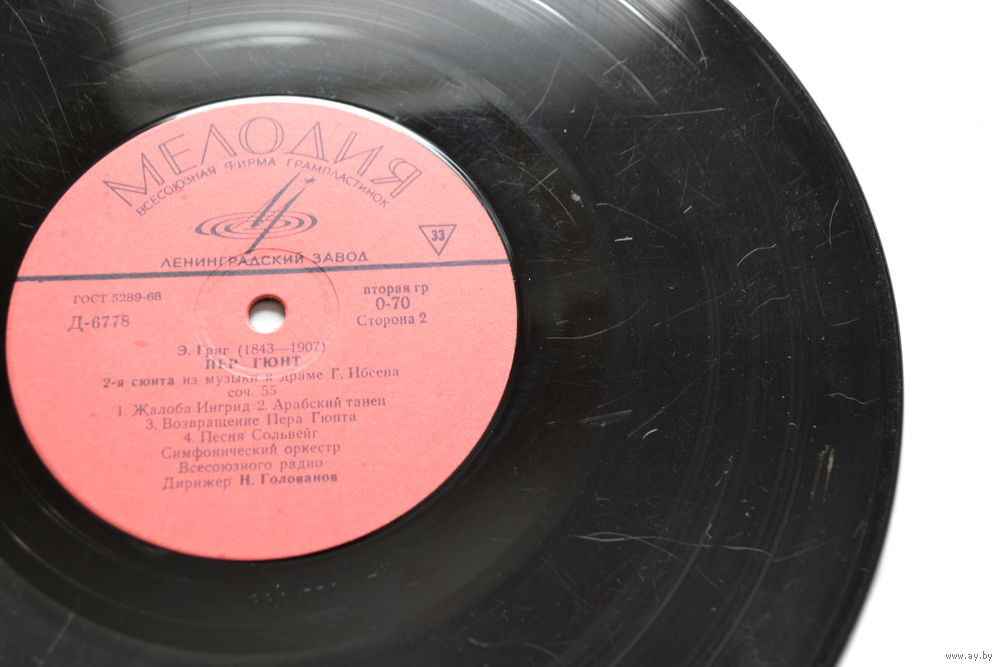 МЕЛОДИЯ
ВСЕСОЮЗНАЯ ФИРМА ГРАМПЛАСТИНОК
33
ЛЕНИНГРАДСКИЙ ЗАВОД
ГОСТ 5289-68
вторая гр
0-70
Д-6778
Сторона 2
Э. Григ (1843—1907)
ПЕР ГЮНТ
2-я сюита из музыки к драме Г. Ибсена
соч. 55
1. Жалоба Ингрид 2. Арабский танец
3. Возвращение Пера Гюнта
4. Песня Сольвейг
Симфонический оркестр
Всесоюзного радио
Дирижер Н. Голованов
www.ay.by